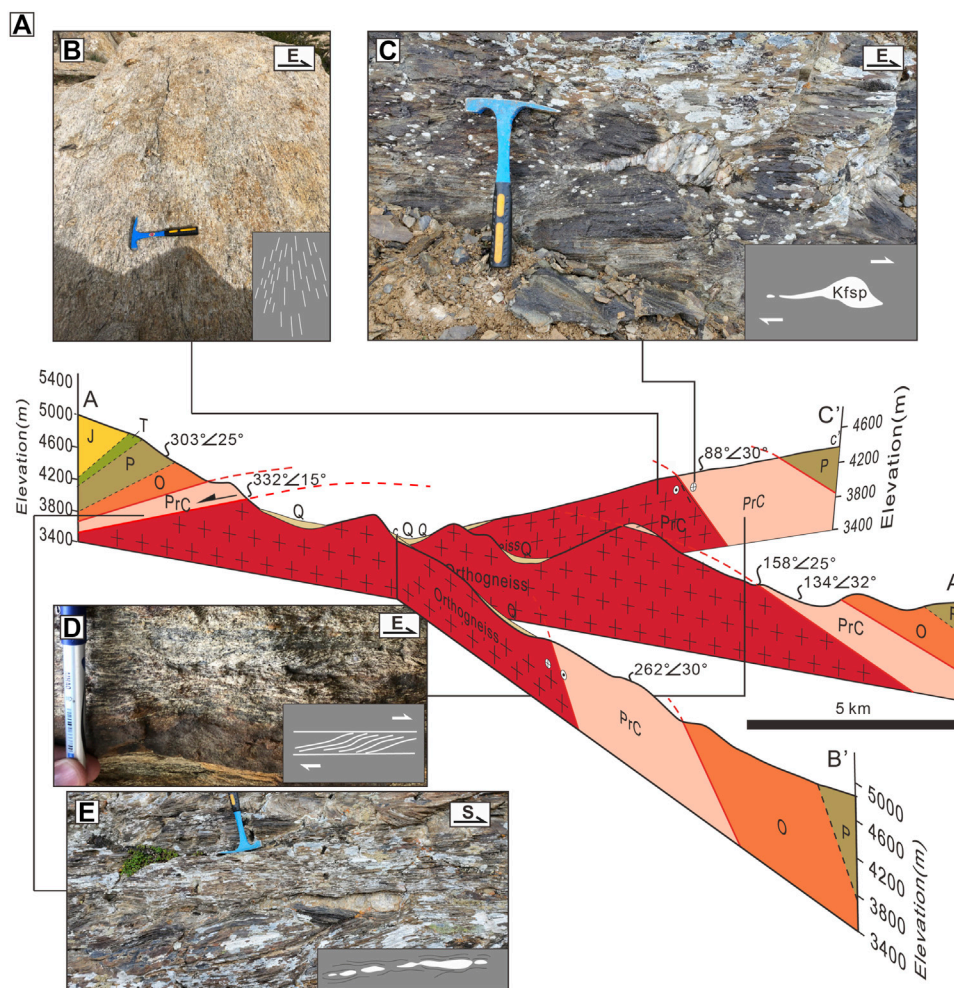 A
B
E
C
E
Kfsp
5400
5000
4600
4200
3800
3400
Elevation(m)
A
J
T
P
O
PrC
303°∠25°
332°∠15°
Q
Q
Q
PrC
Q
Orthogneiss
Orthogneiss
Q
88°∠30°
PrC
P
C'
c'
4600
4200
3800
3400
Elevation(m)
158°∠25°
134°∠32°
PrC
O
P
A
5 km
D
E
262°∠30°
PrC
O
P
B'
5000
4600
4200
3800
3400
Elevation (m)
E
S